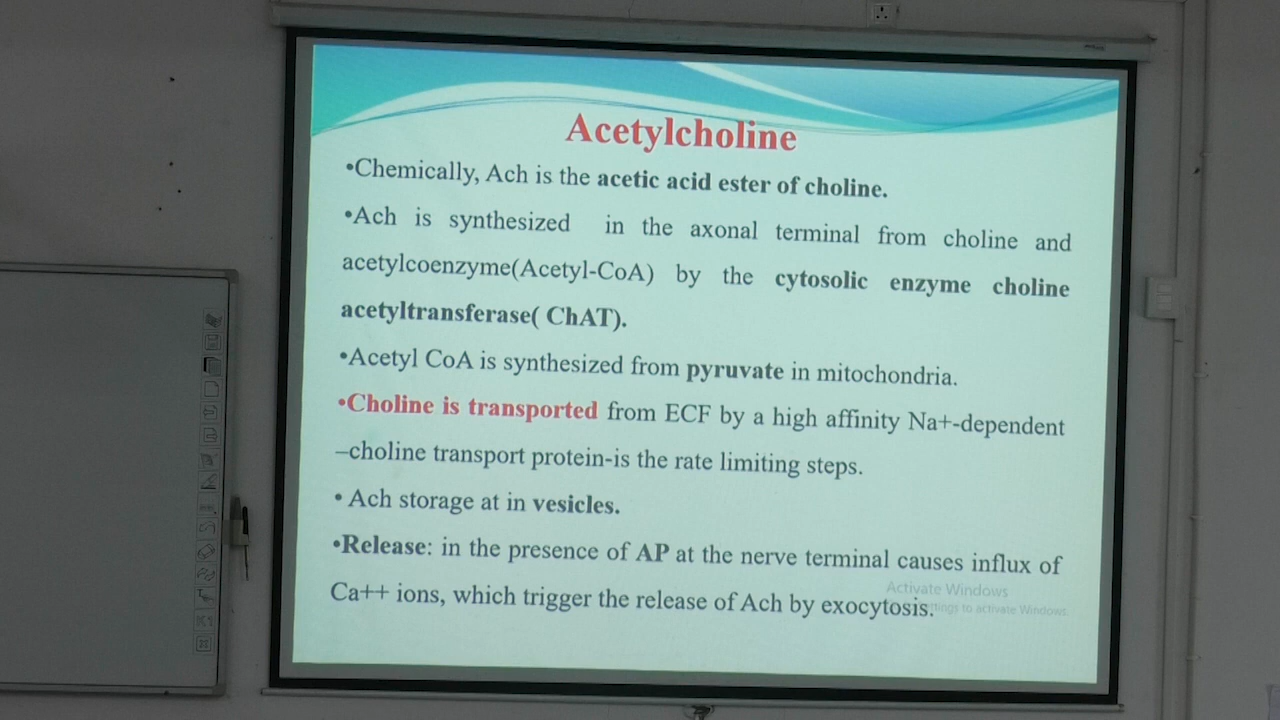 Acetylcholine
•Chemically, Ach is the acetic acid ester of choline.
•Ach is synthesized in the axonal terminal from choline and
acetylcoenzyme(Acetyl-CoA) by the cytosolic enzyme choline
acetyltransferase( ChAT).
•Acetyl CoA is synthesized from pyruvate in mitochondria.
•Choline is transported from ECF by a high affinity Na+-dependent
–choline transport protein-is the rate limiting steps.
• Ach storage at in vesicles.
•Release: in the presence of AP at the nerve terminal causes influx of
Ca++ ions, which trigger the release of Ach by exocytosis.
Activate Windows
to activate Windows.